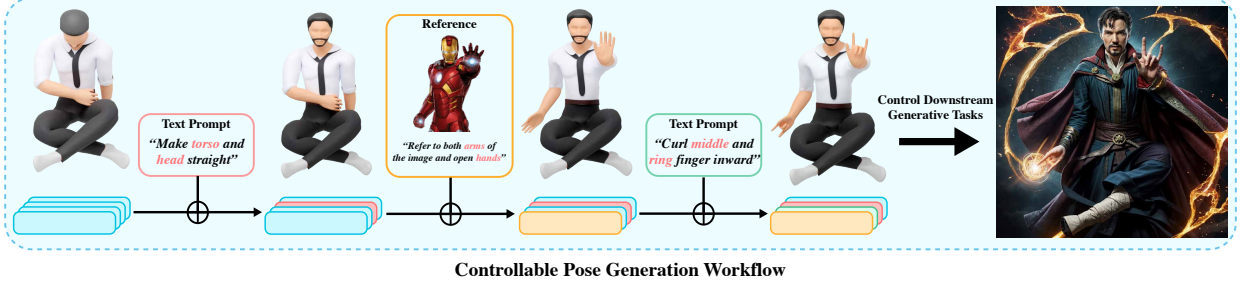 Text Prompt
“Make torso and
head straight”
Reference
“Refer to both arms of
the image and open hands”
Text Prompt
“Curl middle and
ring finger inward”
Control Downstream
Generative Tasks
Controllable Pose Generation Workflow